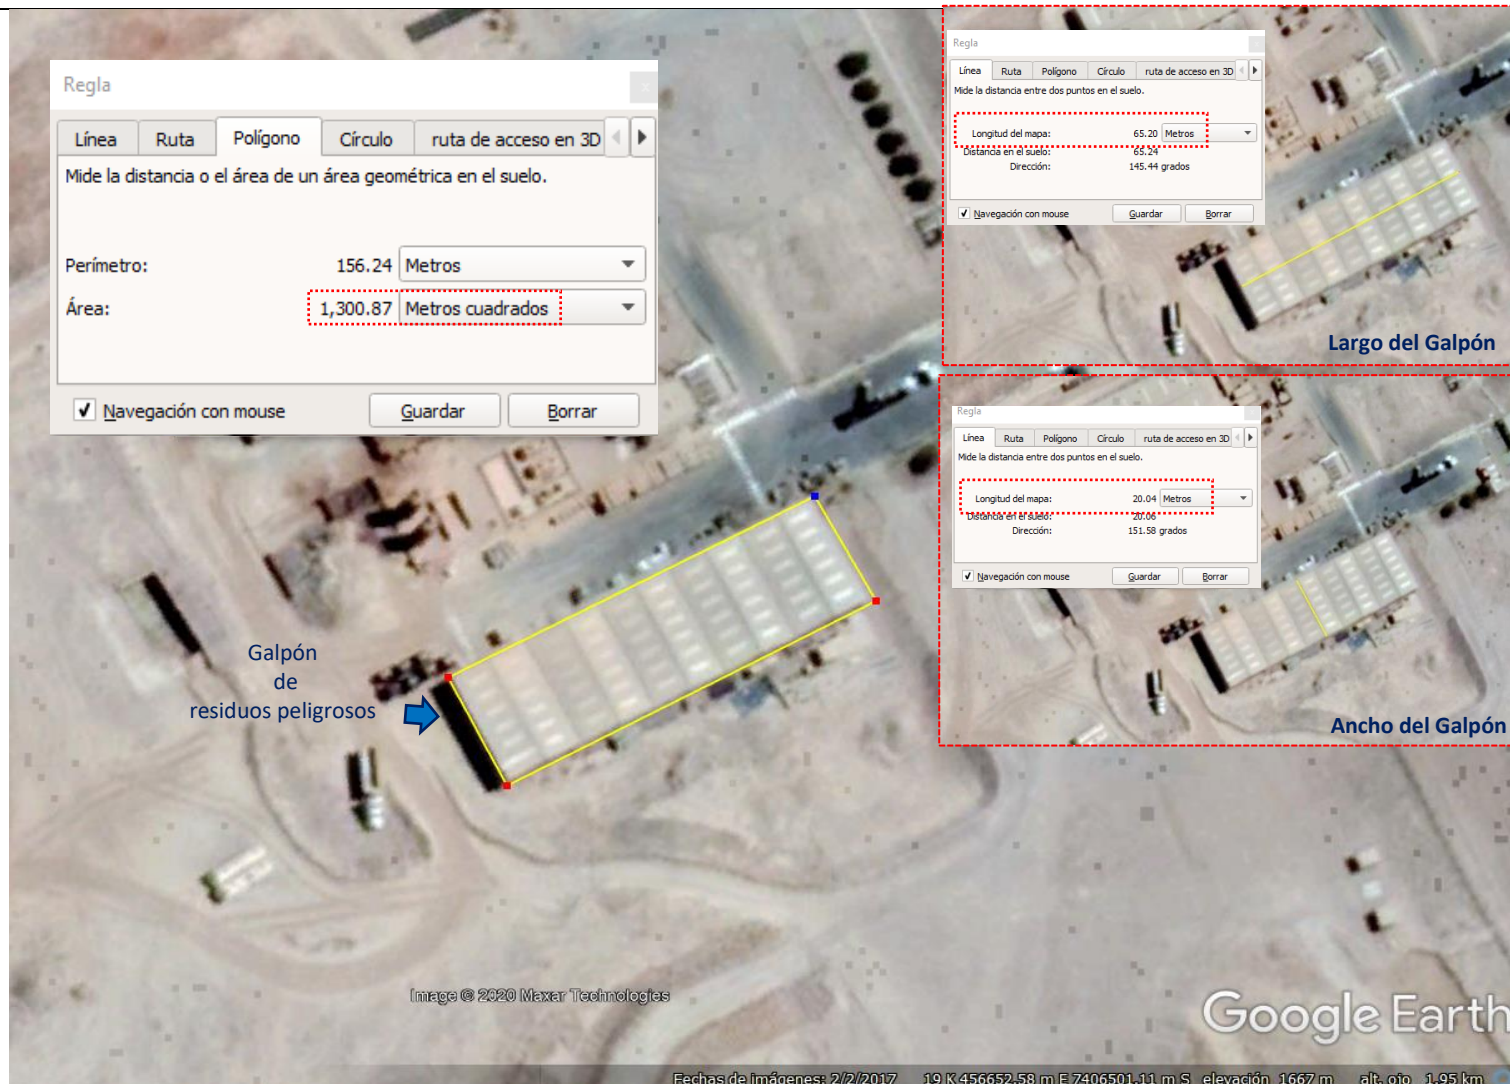 Regla
Línea Ruta Polígono Círculo ruta de acceso en 3D
Mide la distancia o el área de un área geométrica en el suelo.
Perímetro: 156.24 Metros
Área: 1,300.87 Metros cuadrados
Navegación con mouse Guardar Borrar
Regla
Línea Ruta Polígono Círculo ruta de acceso en 3D
Mide la distancia entre dos puntos en el suelo.
Longitud del mapa: 65.20 Metros
Distancia en el suelo: 65.24
Dirección: 145.44 grados
Navegación con mouse Guardar Borrar
Largo del Galpón
Regla
Línea Ruta Polígono Círculo ruta de acceso en 3D
Mide la distancia entre dos puntos en el suelo.
Longitud del mapa: 20.04 Metros
Distancia en el suelo: 20.06
Dirección: 151.58 grados
Navegación con mouse Guardar Borrar
Ancho del Galpón
Galpón
de
residuos peligrosos
Image © 2020 Maxar Technologies
Google Earth
Fechas de imágenes: 2/2/2017 19 K 456652.58 m E 7406501.11 m S elevación 1667 m alt. ojo 1.95 km